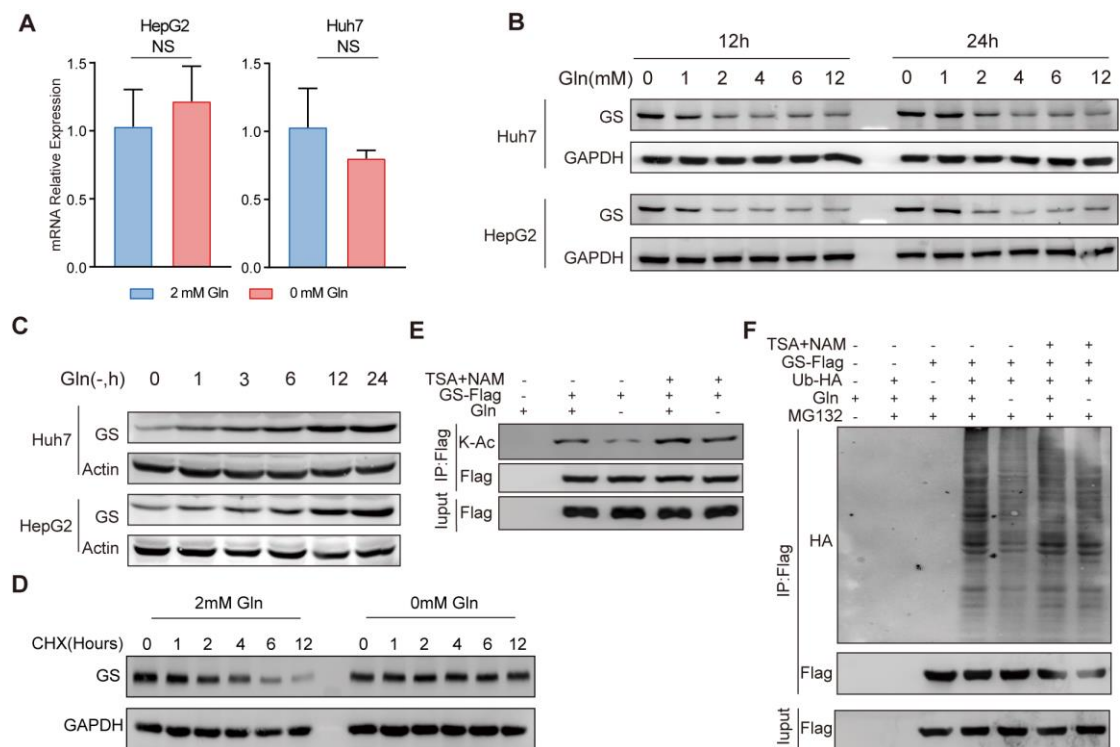 A
HepG2
NS
Huh7
NS
mRNA Relative Expression
1.5
1.0
0.5
0.0
1.5
1.0
0.5
0.0
2 mM Gln
0 mM Gln
B
12h
24h
Gln(mM)
0 1 2 4 6 12
0 1 2 4 6 12
Huh7
GS
GAPDH
HepG2
GS
GAPDH
C
Gln(-,h)
0 1 3 6 12 24
Huh7
GS
Actin
HepG2
GS
Actin
D
2mM Gln
0mM Gln
CHX(Hours)
0 1 2 4 6 12
0 1 2 4 6 12
GS
GAPDH
E
TSA+NAM - - - + +
GS-Flag - + + + +
Gln + + - + -
IP:Flag
K-Ac
Flag
Iuput
Flag
F
TSA+NAM - - - - - + +
GS-Flag - - + + + + +
Ub-HA - + - + + + +
Gln + + + + - + -
MG132 - + + + + + +
IP:Flag
HA
Flag
Iuput
Flag